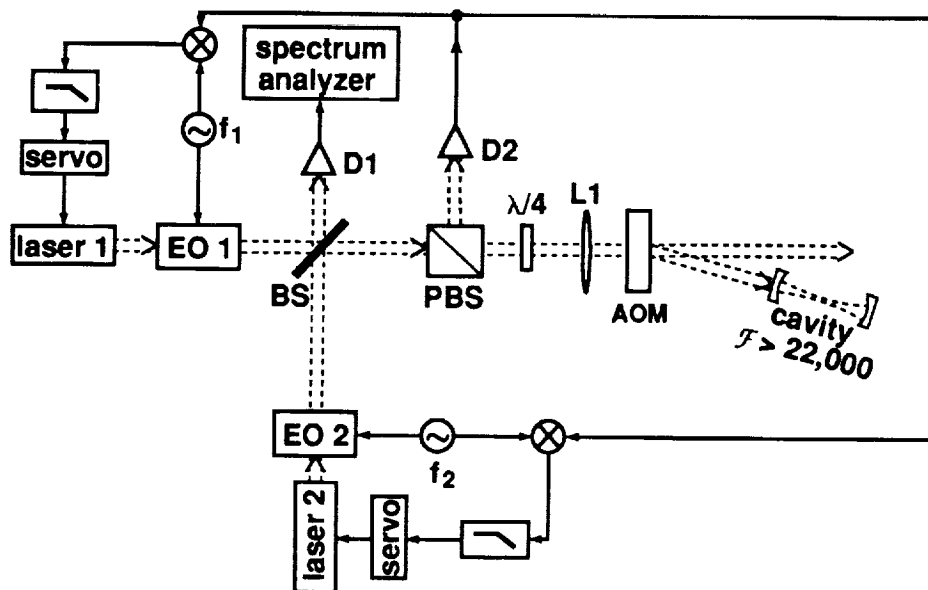 spectrum
analyzer
f1
servo
D1
D2
λ/4
L1
laser 1
EO 1
BS
PBS
AOM
cavity
ℱ > 22,000
EO 2
f2
laser 2
servo